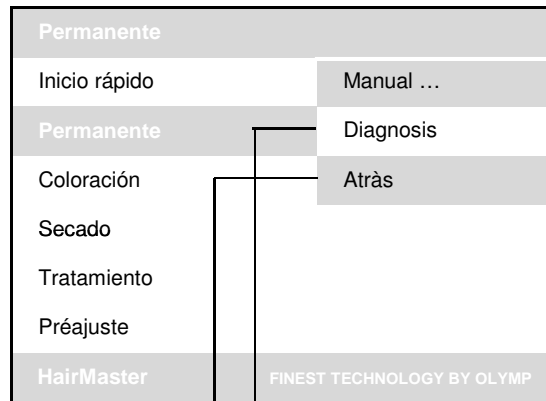 Permanente
Inicio rápido
Manual …
Permanente
Diagnosis
Coloración
Atràs
Secado
Tratamiento
Préajuste
HairMaster
FINEST TECHNOLOGY BY OLYMP